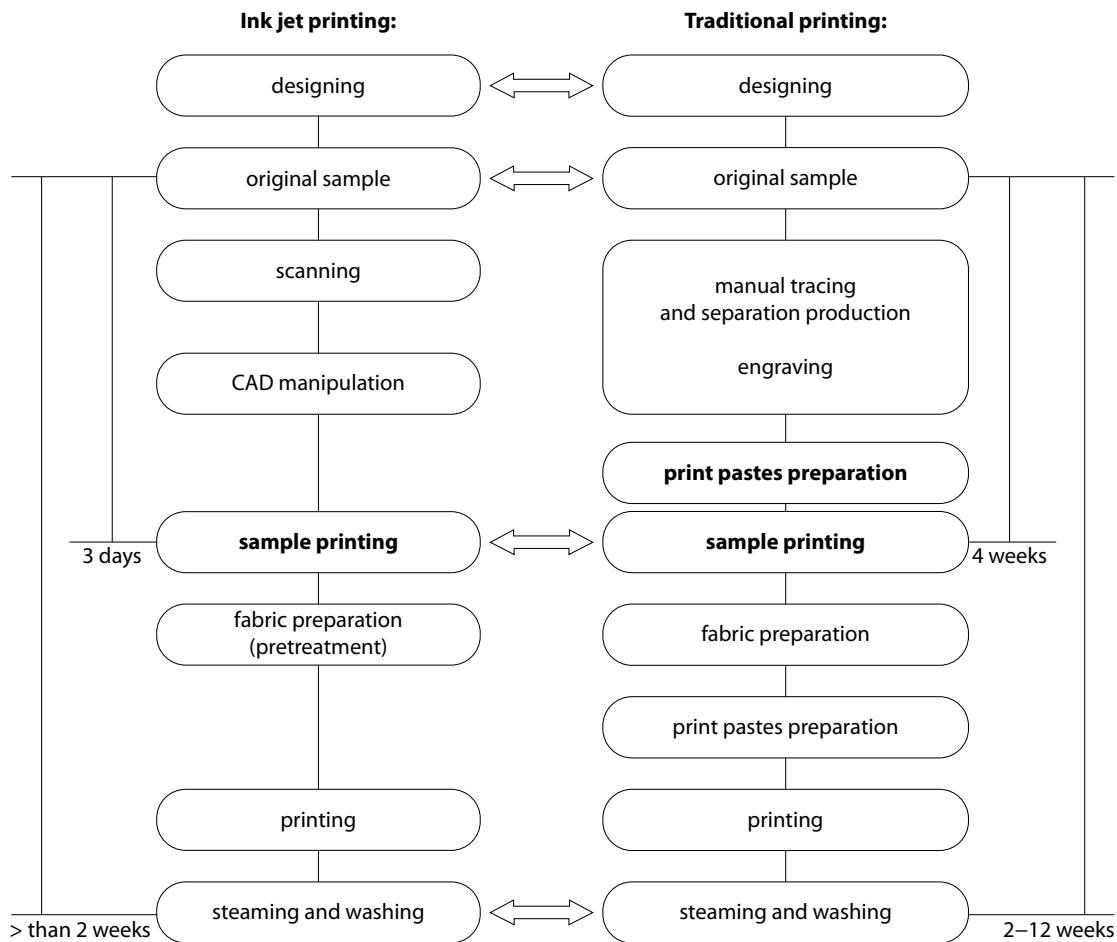 Ink jet printing:
Traditional printing:
designing
designing
original sample
original sample
scanning
manual tracing
and separation production
engraving
CAD manipulation
print pastes preparation
sample printing
sample printing
3 days
4 weeks
fabric preparation
(pretreatment)
fabric preparation
print pastes preparation
printing
printing
steaming and washing
steaming and washing
> than 2 weeks
2–12 weeks